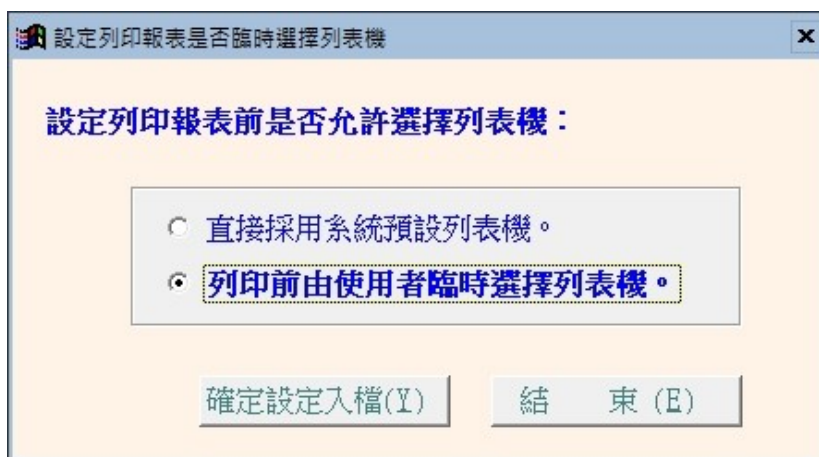 設定列印報表是否臨時選擇列表機
設定列印報表前是否允許選擇列表機：
直接採用系統預設列表機。
列印前由使用者臨時選擇列表機。
確定設定入檔(Y)
結　　束(E)